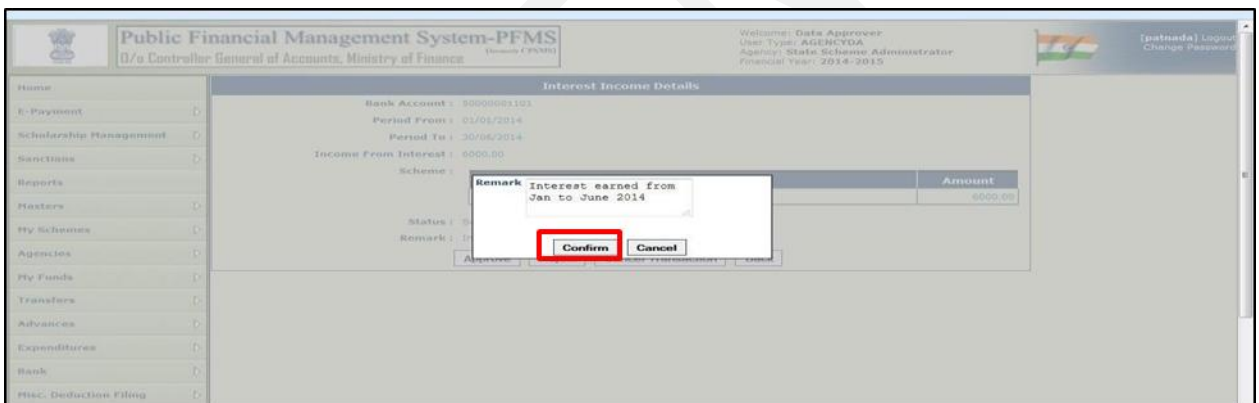 Public Financial Management System-PFMS
(formerly CPSMS)
O/o Controller General of Accounts, Ministry of Finance
Welcome: Data Approver
User Type: AGENCYDA
Agency: State Scheme Administrator
Financial Year: 2014-2015
[patnada] Logout
Change Password
Home
E-Payment
Scholarship Management
Sanctions
Reports
Masters
My Schemes
Agencies
My Funds
Transfers
Advances
Expenditures
Bank
Misc. Deduction Filing
Interest Income Details
Bank Account :
Period From : 01/01/2014
Period To : 30/06/2014
Income From Interest : 6000.00
Scheme :
Amount
6000.00
Status :
Remark :
Remark Interest earned from
Jan to June 2014
Confirm Cancel